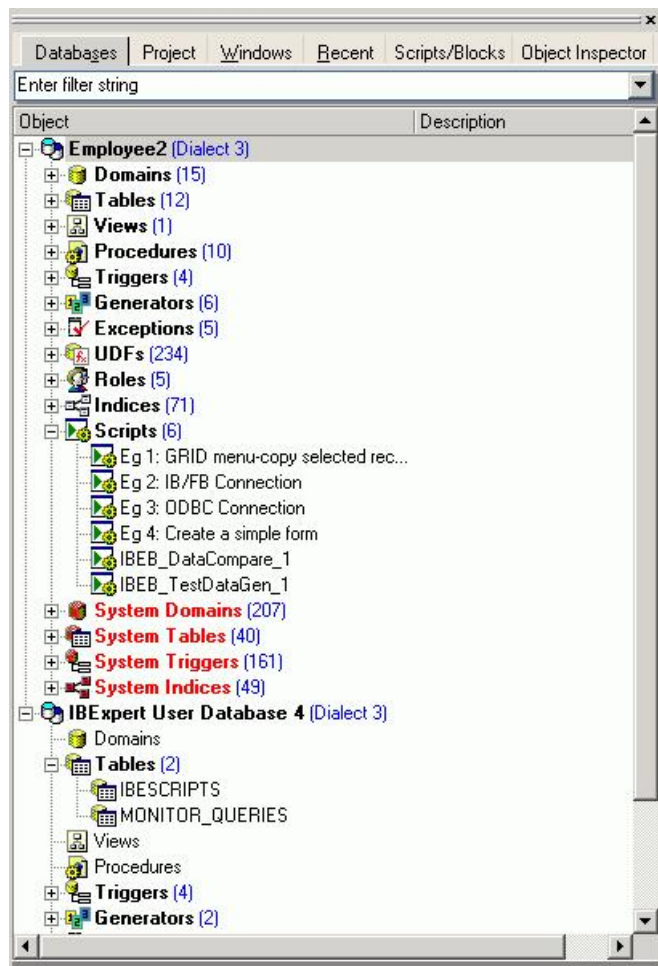 Databases Project Windows Recent Scripts/Blocks Object Inspector
Enter filter string
Object Description
Employee2 (Dialect 3)
Domains (15)
Tables (12)
Views (1)
Procedures (10)
Triggers (4)
Generators (6)
Exceptions (5)
UDFs (234)
Roles (5)
Indices (71)
Scripts (6)
Eg 1: GRID menu-copy selected rec...
Eg 2: IB/FB Connection
Eg 3: ODBC Connection
Eg 4: Create a simple form
IBEB_DataCompare_1
IBEB_TestDataGen_1
System Domains (207)
System Tables (40)
System Triggers (161)
System Indices (49)
IBExpert User Database 4 (Dialect 3)
Domains
Tables (2)
IBESCRIPTS
MONITOR_QUERIES
Views
Procedures
Triggers (4)
Generators (2)